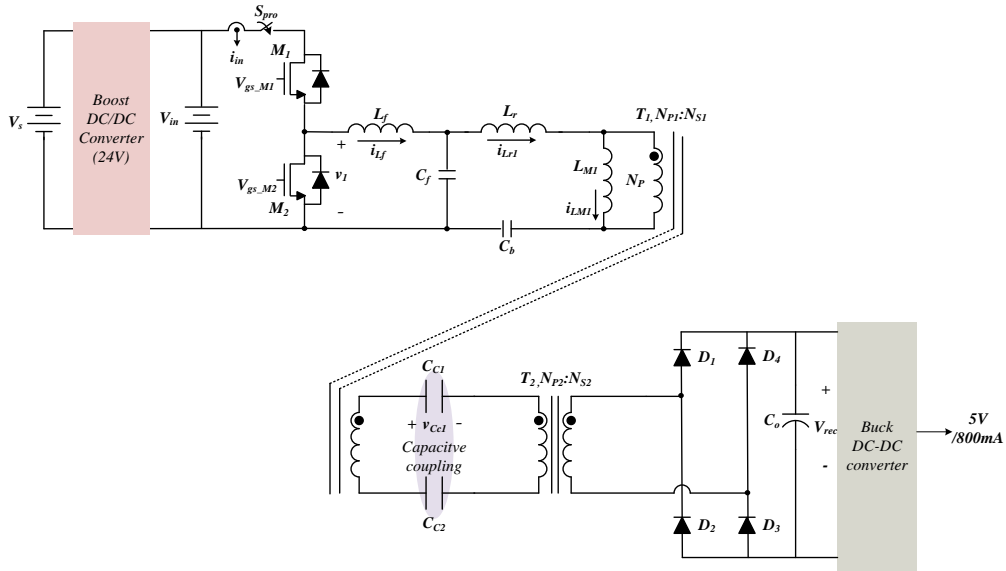 S_pro
i_in
M_1
V_gs_M1
Boost
DC/DC
Converter
(24V)
V_s
V_in
L_f
i_Lf
L_r
i_Lr1
T_1, N_P1:N_S1
L_M1
N_P
i_LM1
+
v_1
-
C_f
V_gs_M2
M_2
C_b
C_C1
T_2, N_P2:N_S2
D_1
D_4
+ v_Cc1 -
Capacitve
coupling
C_C2
C_o
+
V_rec
-
Buck
DC-DC
converter
5V
/800mA
D_2
D_3